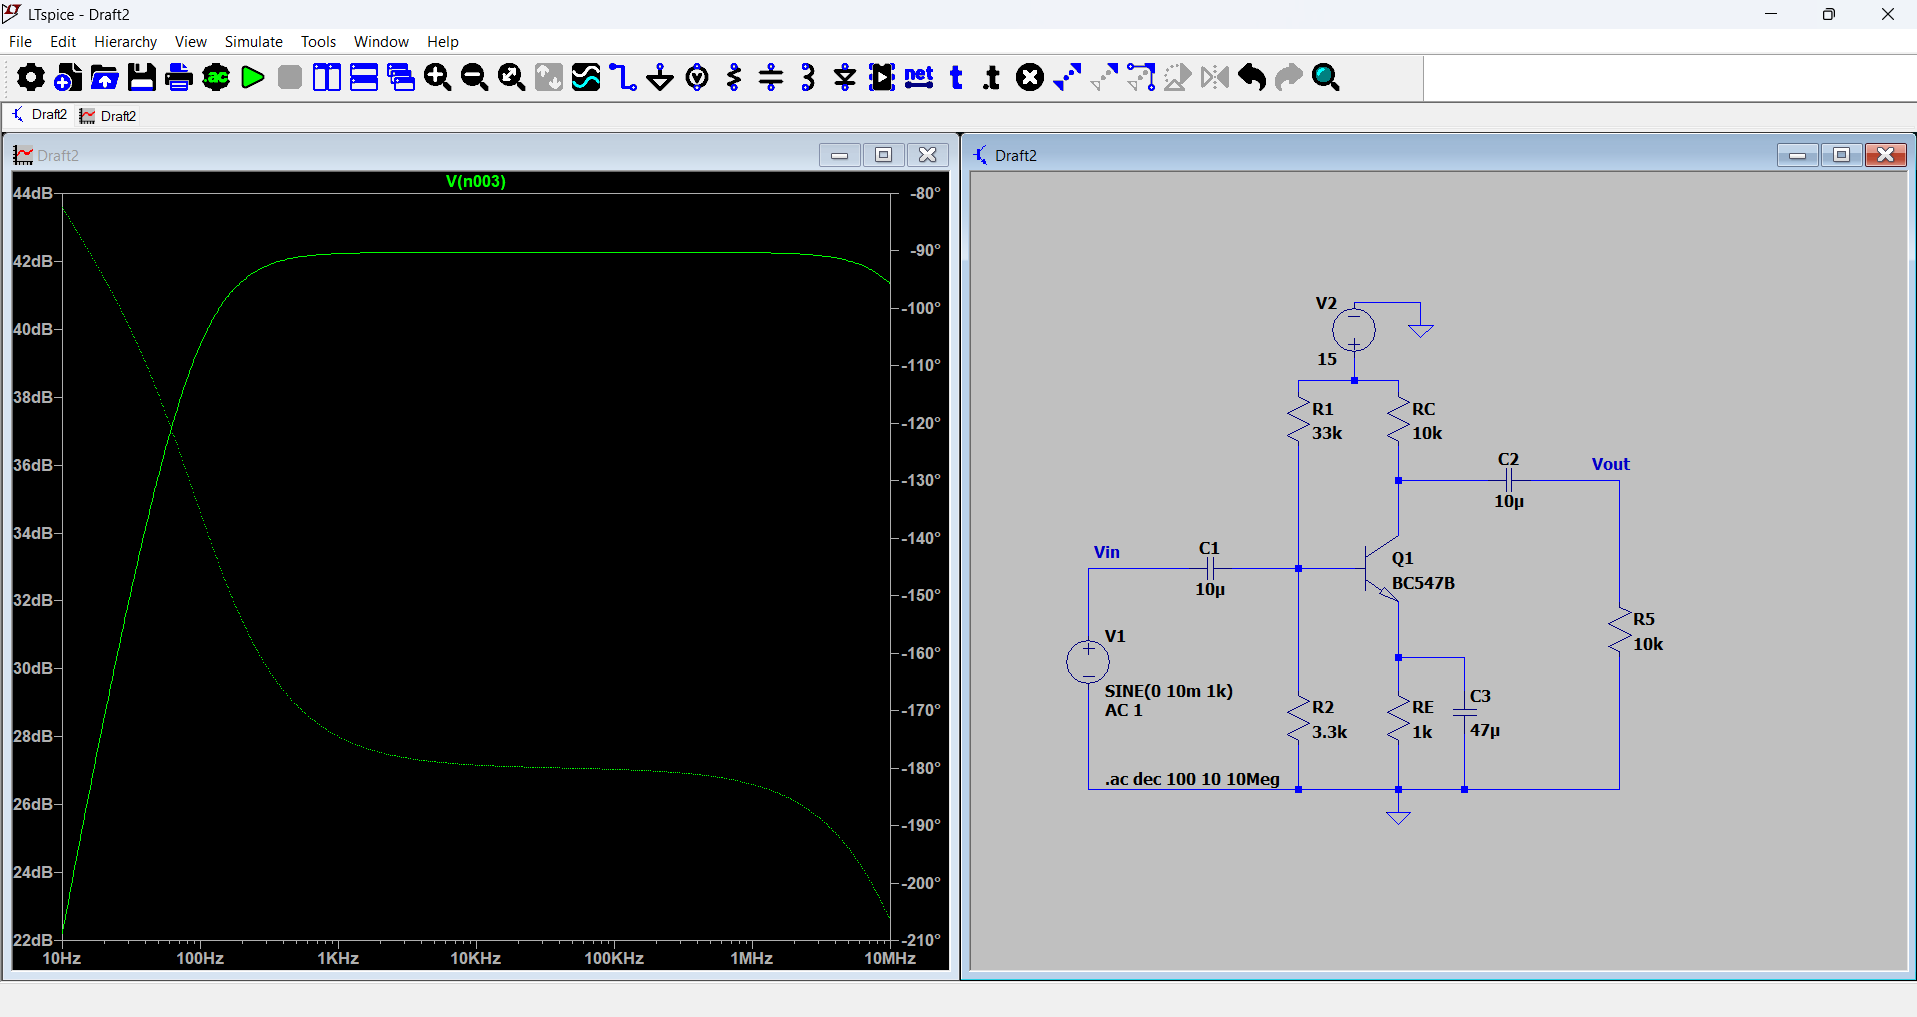 LTspice - Draft2
File Edit Hierarchy View Simulate Tools Window Help
.ac net t .t
Draft2 Draft2
Draft2
V(n003)
44dB
42dB
40dB
38dB
36dB
34dB
32dB
30dB
28dB
26dB
24dB
22dB
-80°
-90°
-100°
-110°
-120°
-130°
-140°
-150°
-160°
-170°
-180°
-190°
-200°
-210°
10Hz 100Hz 1KHz 10KHz 100KHz 1MHz 10MHz
Draft2
V2
15
R1
33k
RC
10k
C2
10µ
Vout
Vin
C1
10µ
Q1
BC547B
V1
SINE(0 10m 1k)
AC 1
R5
10k
R2
3.3k
RE
1k
C3
47µ
.ac dec 100 10 10Meg